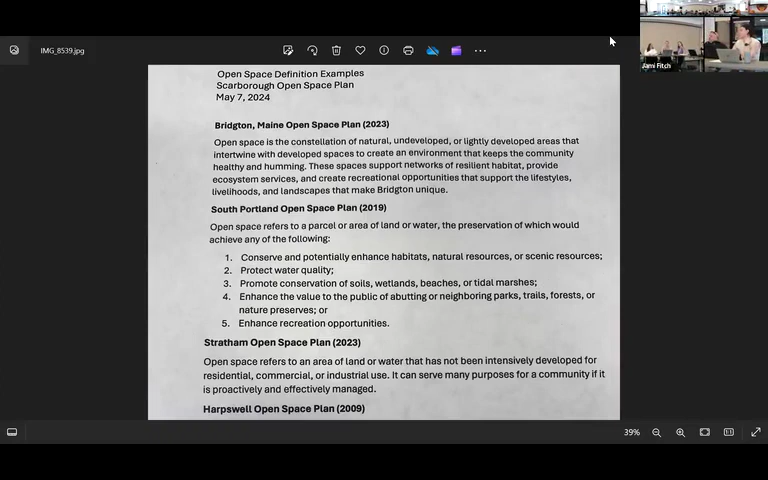 IMG_8539.jpg
Jami Fitch
Open Space Definition Examples
Scarborough Open Space Plan
May 7, 2024
Bridgton, Maine Open Space Plan (2023)
Open space is the constellation of natural, undeveloped, or lightly developed areas that
intertwine with developed spaces to create an environment that keeps the community
healthy and humming. These spaces support networks of resilient habitat, provide
ecosystem services, and create recreational opportunities that support the lifestyles,
livelihoods, and landscapes that make Bridgton unique.
South Portland Open Space Plan (2019)
Open space refers to a parcel or area of land or water, the preservation of which would
achieve any of the following:
1. Conserve and potentially enhance habitats, natural resources, or scenic resources;
2. Protect water quality;
3. Promote conservation of soils, wetlands, beaches, or tidal marshes;
4. Enhance the value to the public of abutting or neighboring parks, trails, forests, or
nature preserves; or
5. Enhance recreation opportunities.
Stratham Open Space Plan (2023)
Open space refers to an area of land or water that has not been intensively developed for
residential, commercial, or industrial use. It can serve many purposes for a community if it
is proactively and effectively managed.
Harpswell Open Space Plan (2009)
39%